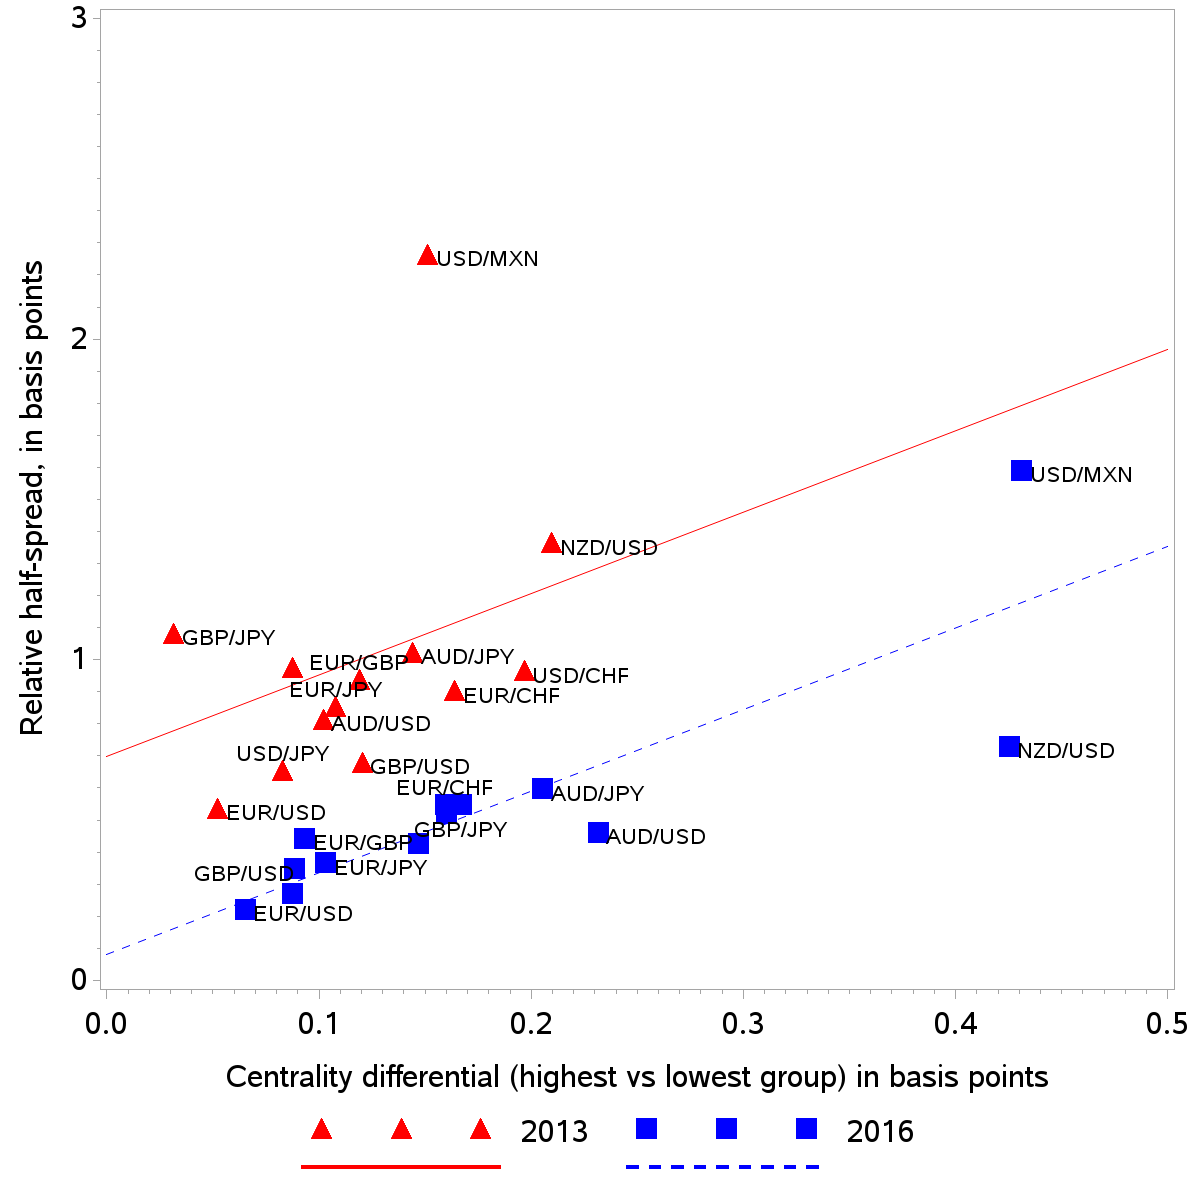 3
2
1
0
Relative half-spread, in basis points
USD/MXN
USD/MXN
NZD/USD
GBP/JPY
AUD/JPY
EUR/GBP
USD/CHF
EUR/JPY
EUR/CHF
AUD/USD
USD/JPY
NZD/USD
GBP/USD
EUR/CHF
AUD/JPY
EUR/USD
GBP/JPY
AUD/USD
EUR/GBP
EUR/JPY
GBP/USD
EUR/USD
0.0 0.1 0.2 0.3 0.4 0.5
Centrality differential (highest vs lowest group) in basis points
2013 2016